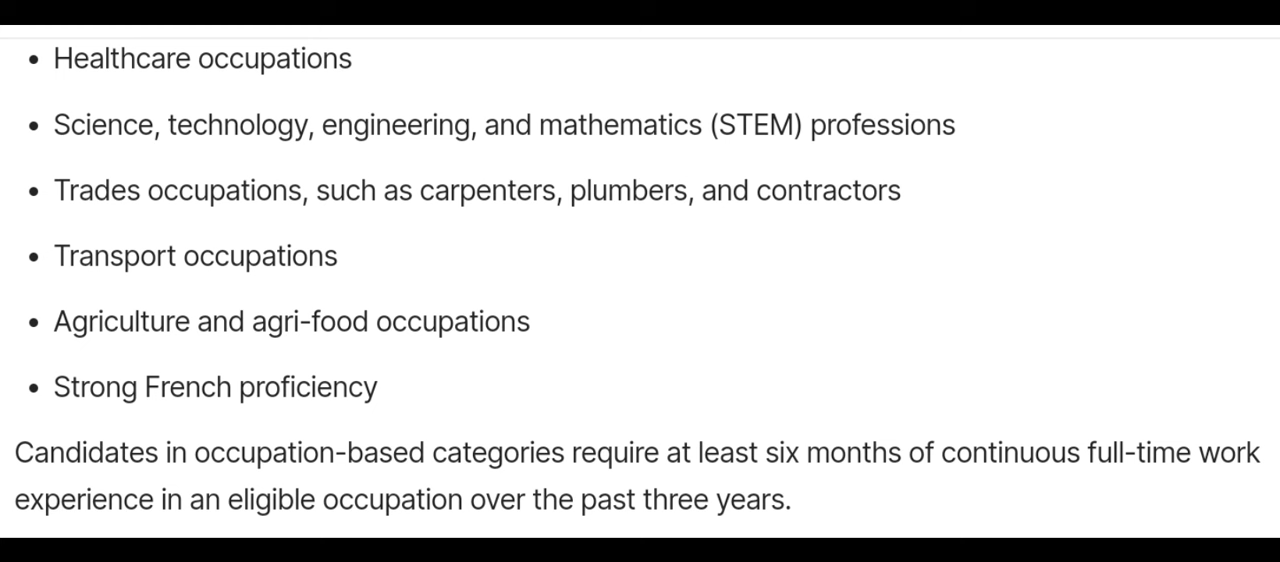 • Healthcare occupations
• Science, technology, engineering, and mathematics (STEM) professions
• Trades occupations, such as carpenters, plumbers, and contractors
• Transport occupations
• Agriculture and agri-food occupations
• Strong French proficiency
Candidates in occupation-based categories require at least six months of continuous full-time work
experience in an eligible occupation over the past three years.